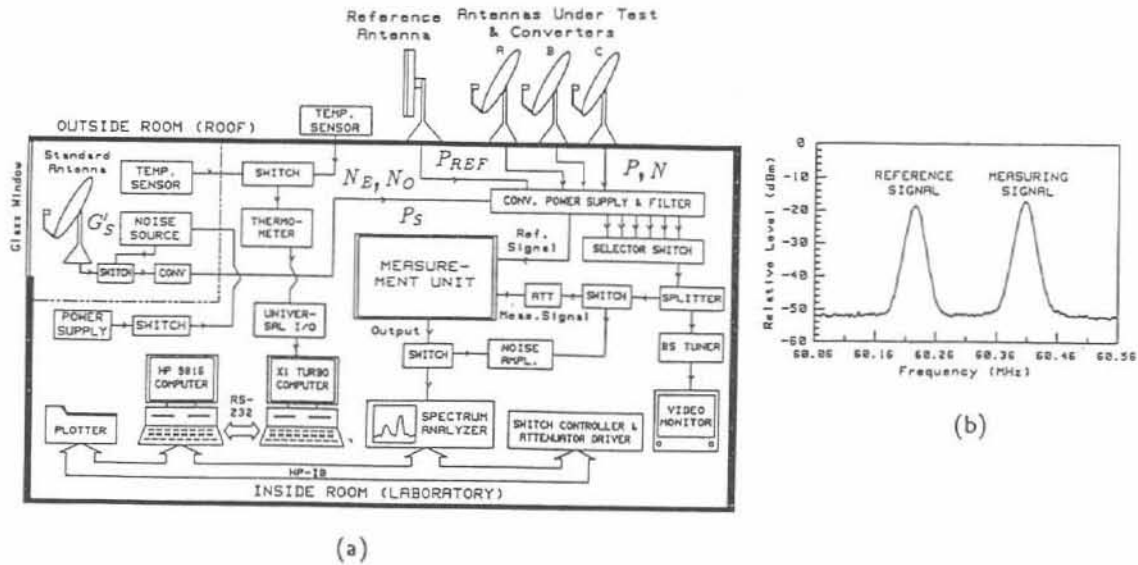 Reference
Antenna
Antennas Under Test
& Converters
A
B
C
OUTSIDE ROOM (ROOF)
TEMP.
SENSOR
Glass Window
Standard
Antenna
G'S
TEMP.
SENSOR
SWITCH
NE, NO
PREF
P, N
NOISE
SOURCE
THERMO-
METER
PS
CONV. POWER SUPPLY & FILTER
Ref.
Signal
SELECTOR SWITCH
SWITCH
CONV
MEASURE-
MENT UNIT
ATT
SWITCH
SPLITTER
Meas.Signal
POWER
SUPPLY
SWITCH
UNIVER-
SAL I/O
Output
SWITCH
NOISE
AMPL.
BS TUNER
HP 9816
COMPUTER
X1 TURBO
COMPUTER
RS-
232
PLOTTER
SPECTRUM
ANALYZER
SWITCH CONTROLLER &
ATTENUATOR DRIVER
VIDEO
MONITOR
HP-IB
INSIDE ROOM (LABORATORY)
(a)
Relative Level (dBm)
0
-10
-20
-30
-40
-50
-60
REFERENCE
SIGNAL
MEASURING
SIGNAL
60.06 60.16 60.26 60.36 60.46 60.56
Frequency (MHz)
(b)